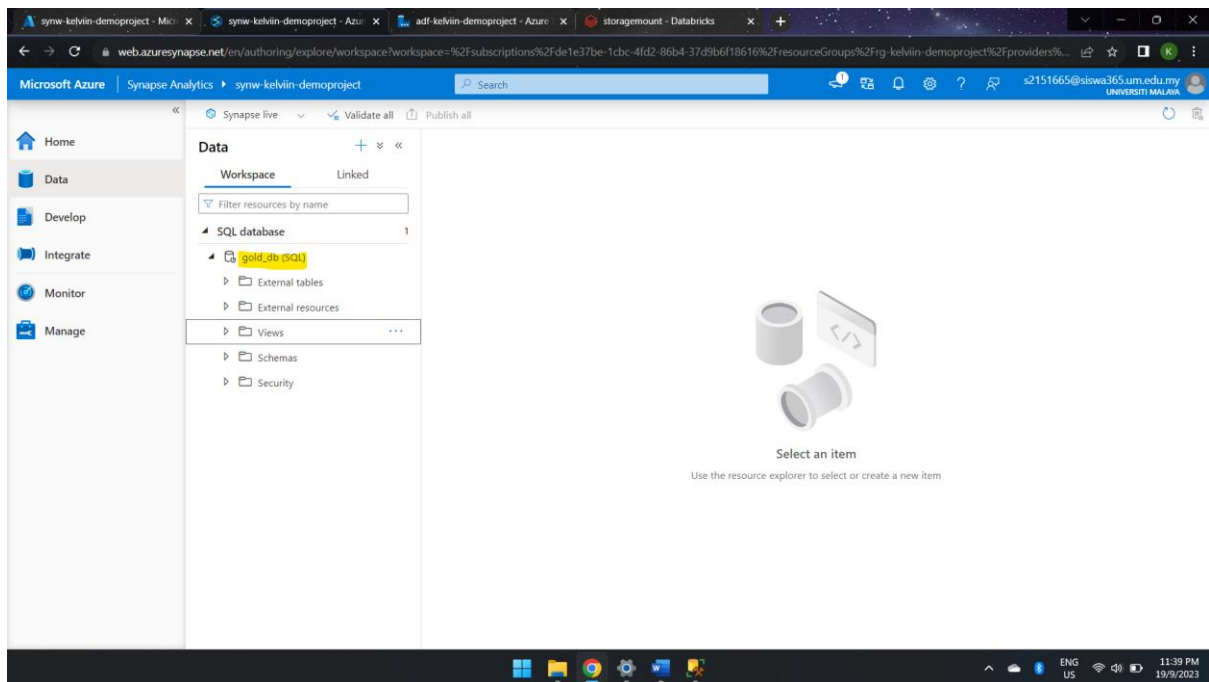 synw-kelviin-demoproject - Micr
synw-kelviin-demoproject - Azur
adf-kelviin-demoproject - Azure
storagemount - Databricks
web.azuresynapse.net/en/authoring/explore/workspace?workspace=%2Fsubscriptions%2Fde1e37be-1cbc-4fd2-86b4-37d9b6f18616%2FresourceGroups%2Frg-kelviin-demoproject%2Fproviders%...
K
Microsoft Azure
Synapse Analytics
synw-kelviin-demoproject
Search
1
s2151665@siswa365.um.edu.my
UNIVERSITI MALAYA
Synapse live
Validate all
Publish all
Home
Data
Develop
Integrate
Monitor
Manage
Data
Workspace Linked
Filter resources by name
SQL database 1
gold_db (SQL)
External tables
External resources
Views ...
Schemas
Security
Select an item
Use the resource explorer to select or create a new item
ENG
US
11:39 PM
19/9/2023